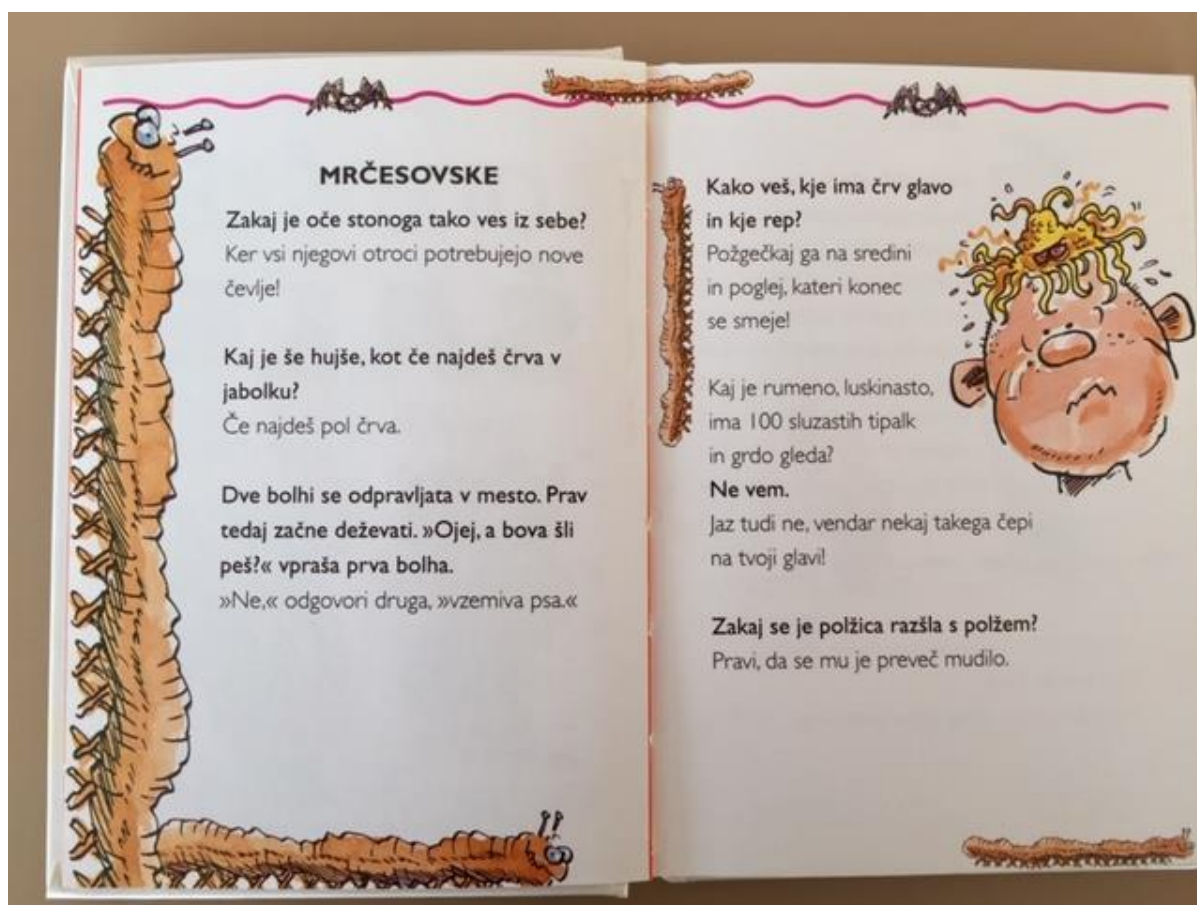 MRČESOVSKE
Zakaj je oče stonoga tako ves iz sebe?
Ker vsi njegovi otroci potrebujejo nove
čevlje!
Kaj je še hujše, kot če najdeš črva v
jabolku?
Če najdeš pol črva.
Dve bolhi se odpravljata v mesto. Prav
tedaj začne deževati. »Ojej, a bova šli
peš?« vpraša prva bolha.
»Ne,« odgovori druga, »vzemiva psa.«
Kako veš, kje ima črv glavo
in kje rep?
Požgečkaj ga na sredini
in poglej, kateri konec
se smeje!
Kaj je rumeno, luskinasto,
ima 100 sluzastih tipalk
in grdo gleda?
Ne vem.
Jaz tudi ne, vendar nekaj takega čepi
na tvoji glavi!
Zakaj se je polžica razšla s polžem?
Pravi, da se mu je preveč mudilo.